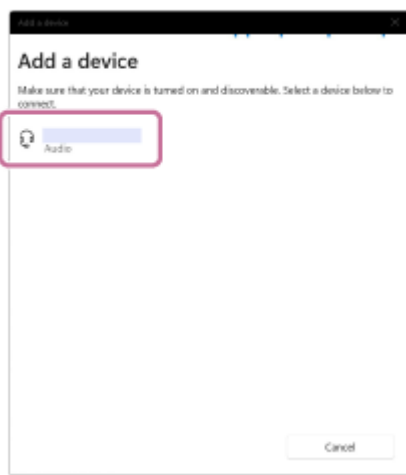 Add a device
Add a device
Make sure that your device is turned on and discoverable. Select a device below to
connect.
Audio
Cancel